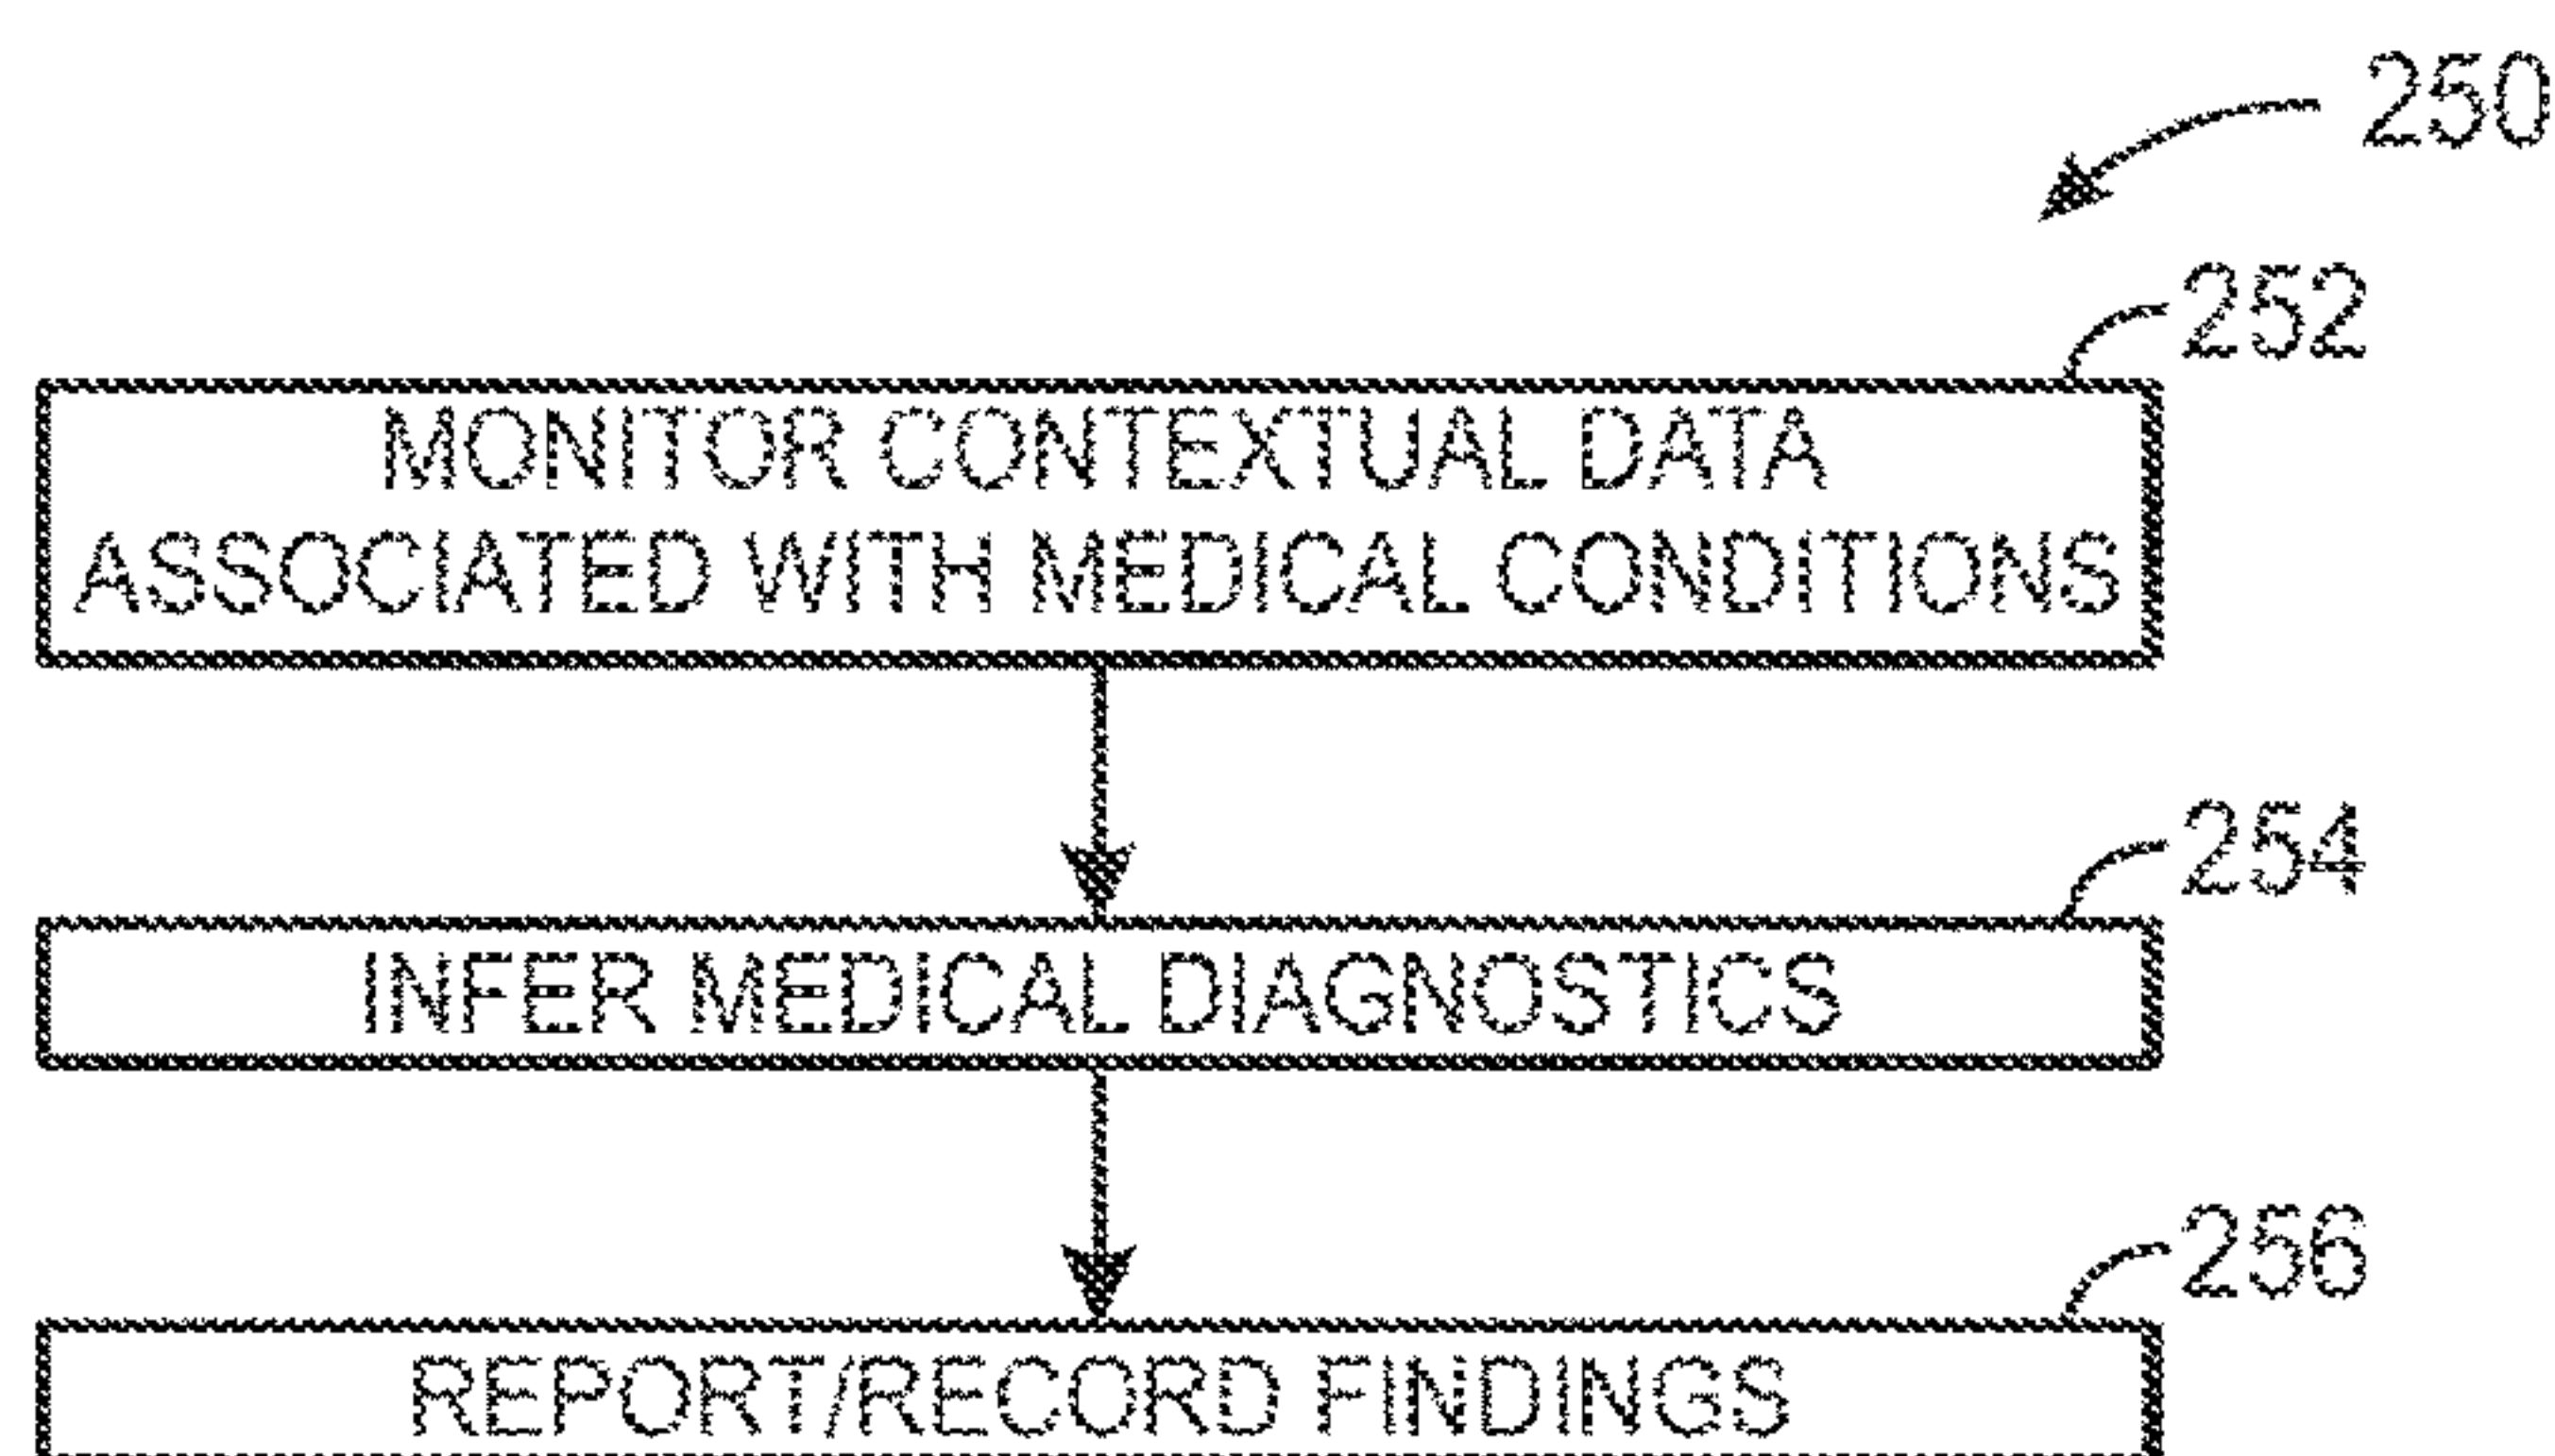 250
252
MONITOR CONTEXTUAL DATA
ASSOCIATED WITH MEDICAL CONDITIONS
254
INFER MEDICAL DIAGNOSTICS
256
REPORT/RECORD FINDINGS